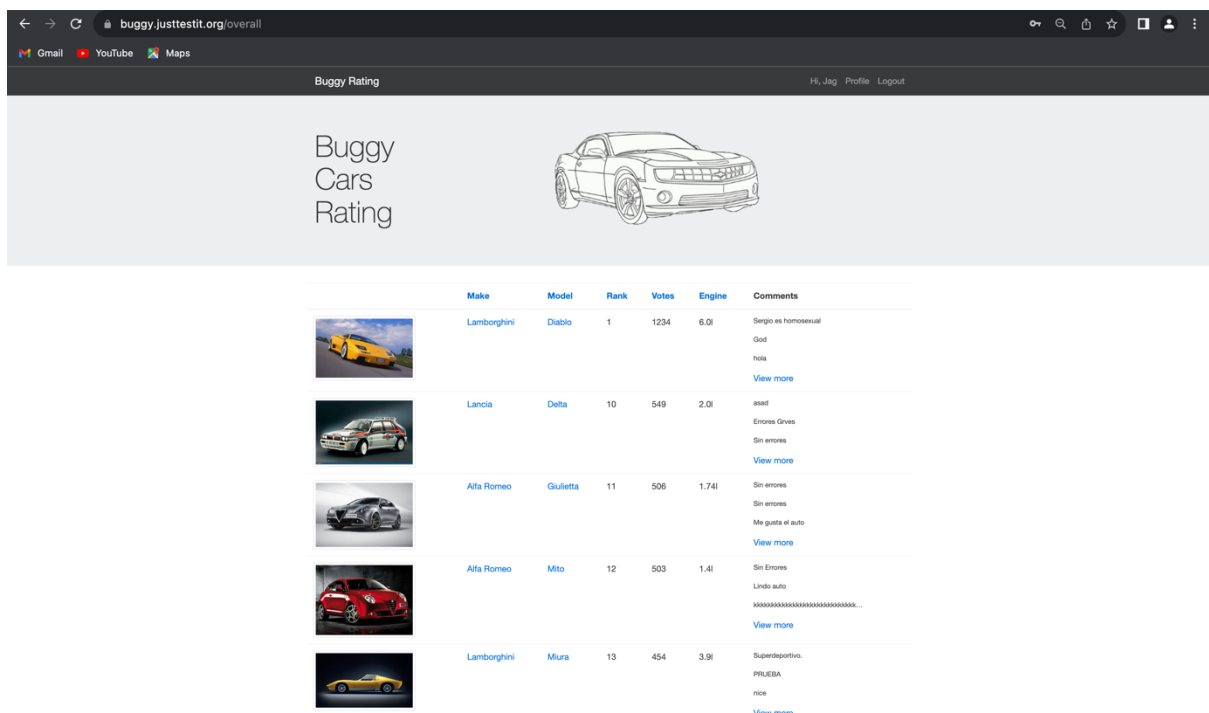 buggy.justtestit.org/overall
Gmail YouTube Maps
Buggy Rating Hi, Jag Profile Logout
Buggy
Cars
Rating
Make Model Rank Votes Engine Comments
Lamborghini Diablo 1 1234 6.0l Sergio es homosexual
God
hola
View more
Lancia Delta 10 549 2.0l asad
Errores Grves
Sin errores
View more
Alfa Romeo Giulietta 11 506 1.74l Sin errores
Sin errores
Me gusta el auto
View more
Alfa Romeo Mito 12 503 1.4l Sin Errores
Lindo auto
View more
Lamborghini Miura 13 454 3.9l Superdeportivo.
PRUEBA
nice
View more